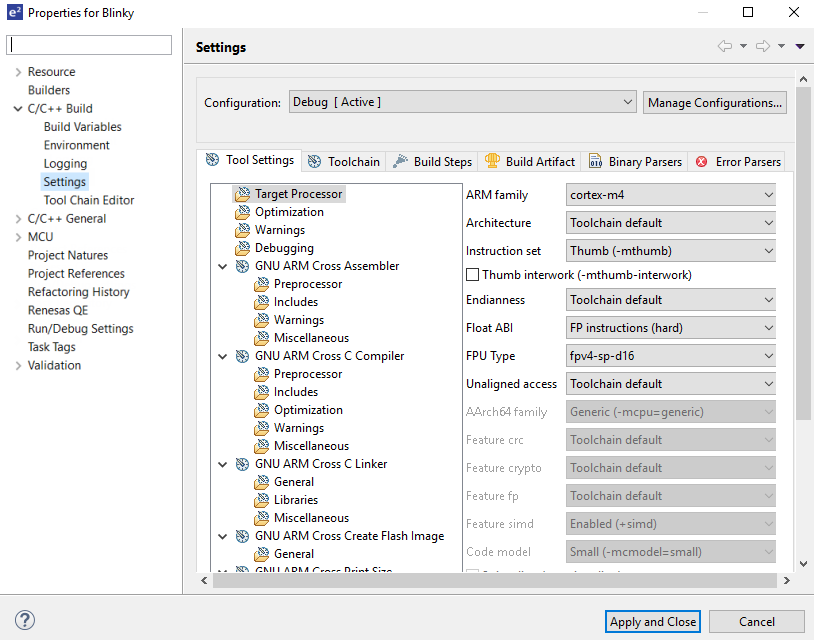 e² Properties for Blinky
Settings
Resource
Builders
C/C++ Build
Build Variables
Environment
Logging
Settings
Tool Chain Editor
C/C++ General
MCU
Project Natures
Project References
Refactoring History
Renesas QE
Run/Debug Settings
Task Tags
Validation
Configuration: Debug [ Active ] Manage Configurations...
Tool Settings Toolchain Build Steps Build Artifact Binary Parsers Error Parsers
Target Processor
Optimization
Warnings
Debugging
GNU ARM Cross Assembler
Preprocessor
Includes
Warnings
Miscellaneous
GNU ARM Cross C Compiler
Preprocessor
Includes
Optimization
Warnings
Miscellaneous
GNU ARM Cross C Linker
General
Libraries
Miscellaneous
GNU ARM Cross Create Flash Image
General
GNU ARM Cross Print Size
ARM family cortex-m4
Architecture Toolchain default
Instruction set Thumb (-mthumb)
Thumb interwork (-mthumb-interwork)
Endianness Toolchain default
Float ABI FP instructions (hard)
FPU Type fpv4-sp-d16
Unaligned access Toolchain default
AArch64 family Generic (-mcpu=generic)
Feature crc Toolchain default
Feature crypto Toolchain default
Feature fp Toolchain default
Feature simd Enabled (+simd)
Code model Small (-mcmodel=small)
? Apply and Close Cancel